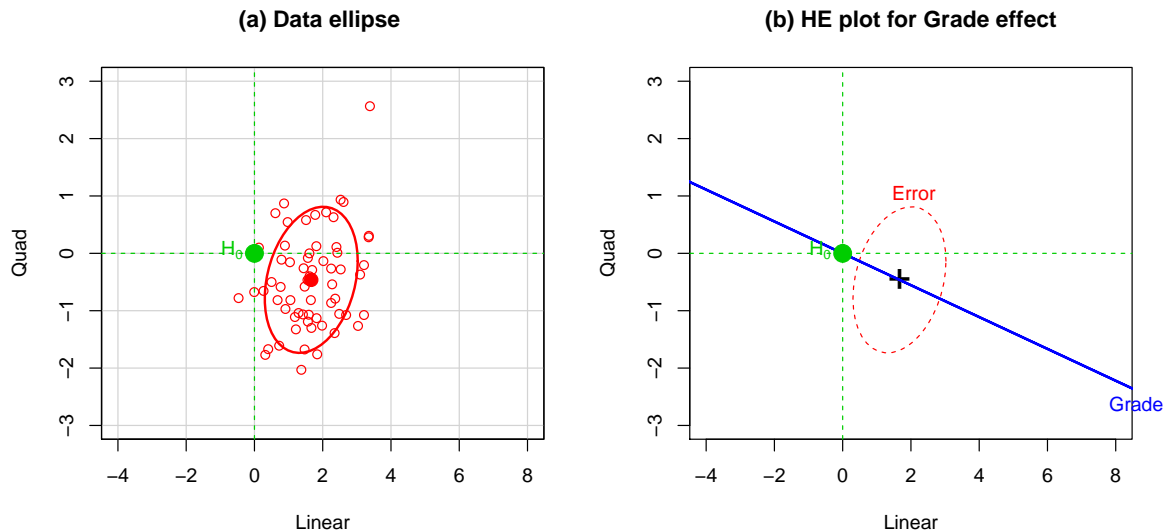 (a) Data ellipse
3
2
1
0
−1
−2
−3
Quad
H₀
−4 −2 0 2 4 6 8
Linear
(b) HE plot for Grade effect
3
2
1
0
−1
−2
−3
Quad
Error
H₀
Grade
−4 −2 0 2 4 6 8
Linear